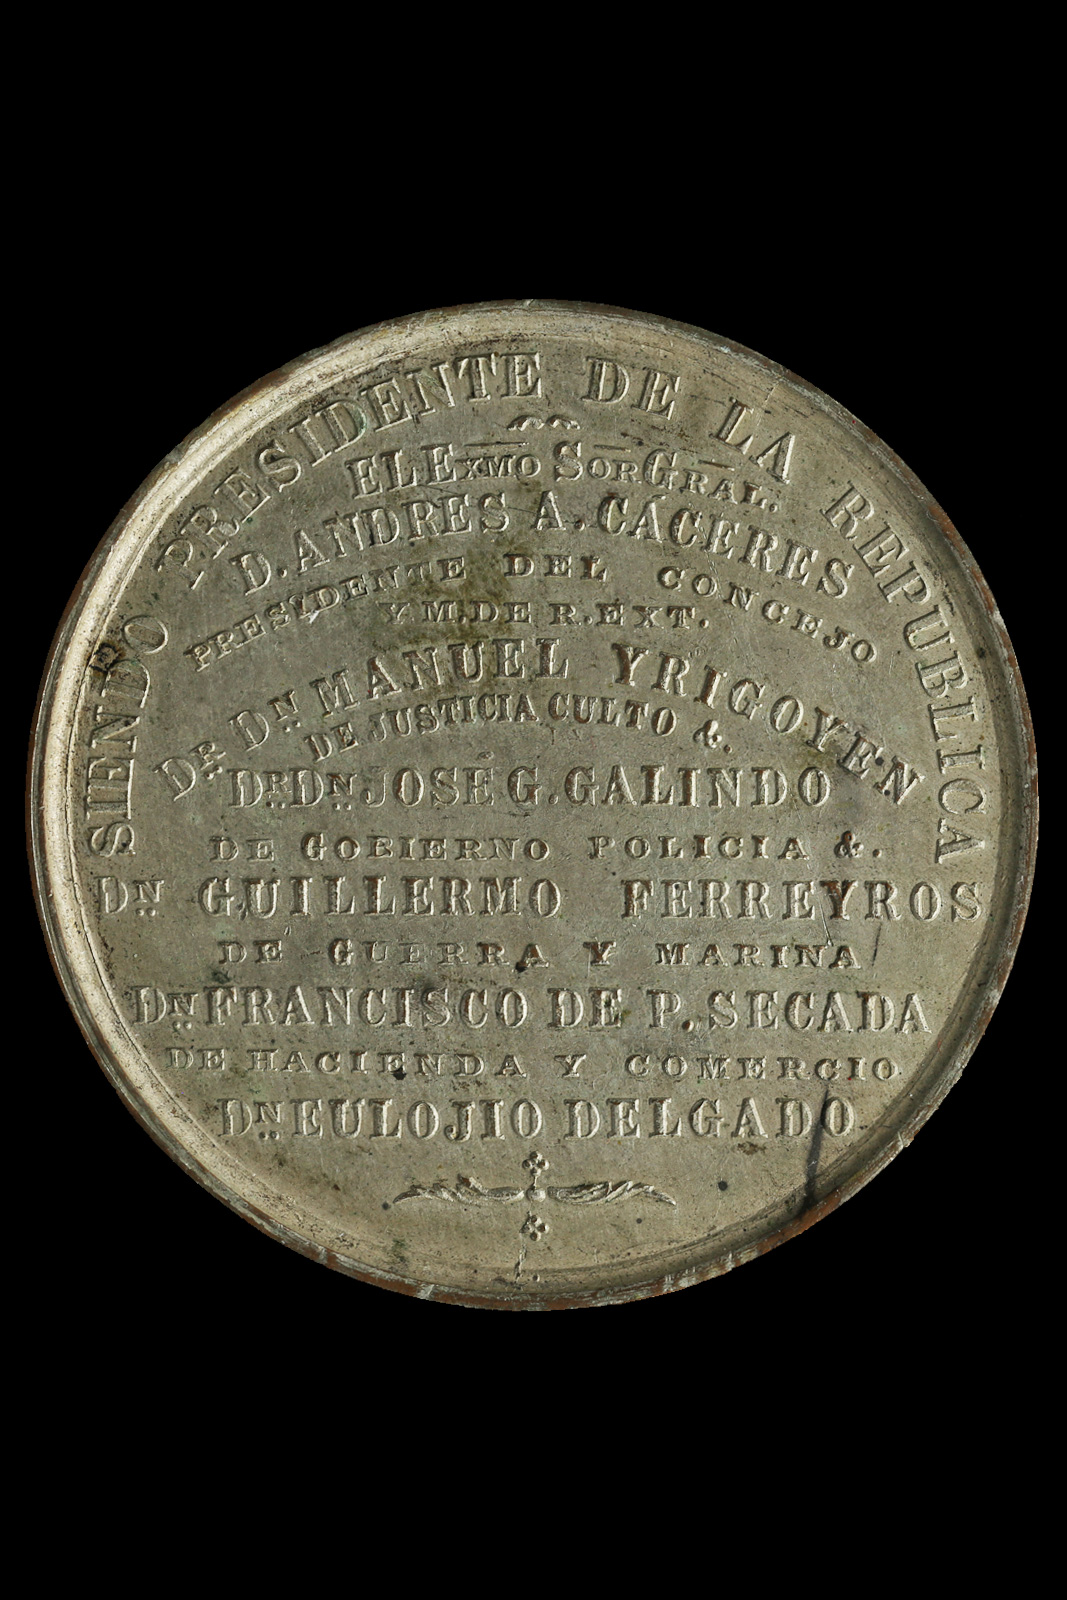 SIENDO PRESIDENTE DE LA REPUBLICA
EL EXMO SOR GRAL.
D. ANDRES A. CACERES
PRESIDENTE DEL CONCEJO
Y M. DE R. EXT.
DR DN MANUEL YRIGOYEN
DE JUSTICIA CULTO &.
DR DN JOSE G. GALINDO
DE GOBIERNO POLICIA &.
DN GUILLERMO FERREYROS
DE GUERRA Y MARINA
DN FRANCISCO DE P. SECADA
DE HACIENDA Y COMERCIO
DN EULOJIO DELGADO